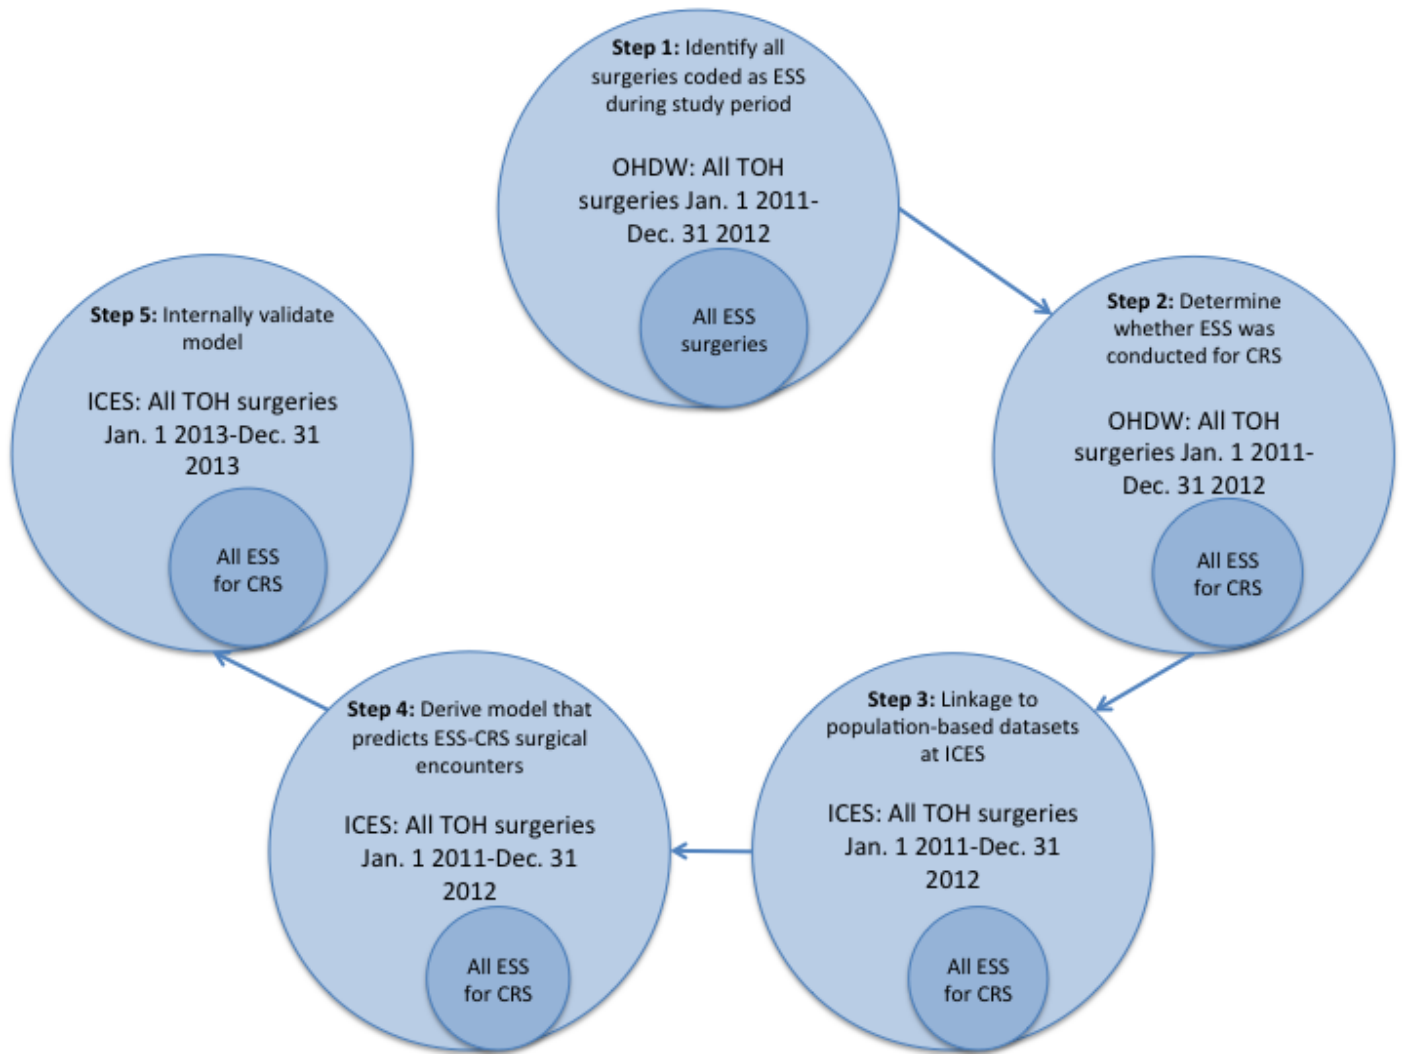 Step 1: Identify all
surgeries coded as ESS
during study period
OHDW: All TOH
surgeries Jan. 1 2011-
Dec. 31 2012
All ESS
surgeries
Step 2: Determine
whether ESS was
conducted for CRS
OHDW: All TOH
surgeries Jan. 1 2011-
Dec. 31 2012
All ESS
for CRS
Step 3: Linkage to
population-based datasets
at ICES
ICES: All TOH surgeries
Jan. 1 2011-Dec. 31
2012
All ESS
for CRS
Step 4: Derive model that
predicts ESS-CRS surgical
encounters
ICES: All TOH surgeries
Jan. 1 2011-Dec. 31
2012
All ESS
for CRS
Step 5: Internally validate
model
ICES: All TOH surgeries
Jan. 1 2013-Dec. 31
2013
All ESS
for CRS